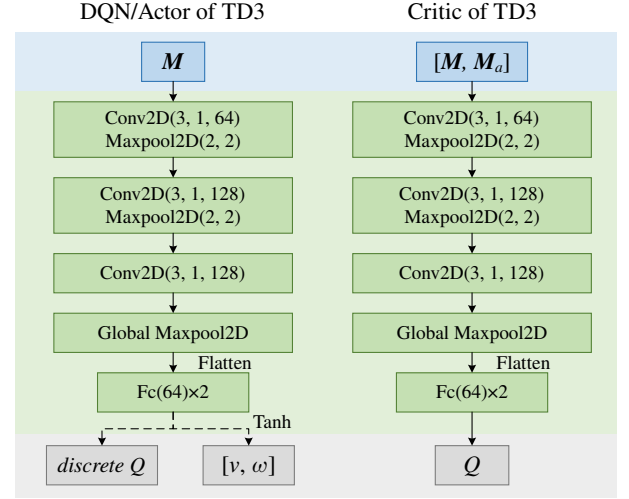 DQN/Actor of TD3
M
Conv2D(3, 1, 64)
Maxpool2D(2, 2)
Conv2D(3, 1, 128)
Maxpool2D(2, 2)
Conv2D(3, 1, 128)
Global Maxpool2D
Flatten
Fc(64)×2
Tanh
discrete Q
[v, ω]
Critic of TD3
[M, Mₐ]
Conv2D(3, 1, 64)
Maxpool2D(2, 2)
Conv2D(3, 1, 128)
Maxpool2D(2, 2)
Conv2D(3, 1, 128)
Global Maxpool2D
Flatten
Fc(64)×2
Q